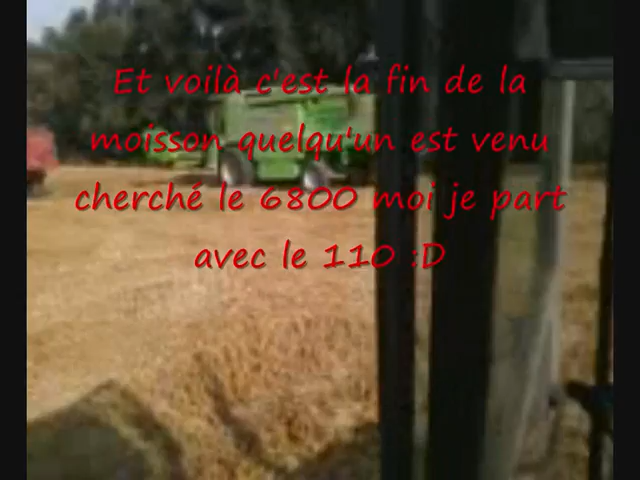 Et voilà c'est la fin de la
moisson quelqu'un est venu
cherché le 6800 moi je part
avec le 110 :D